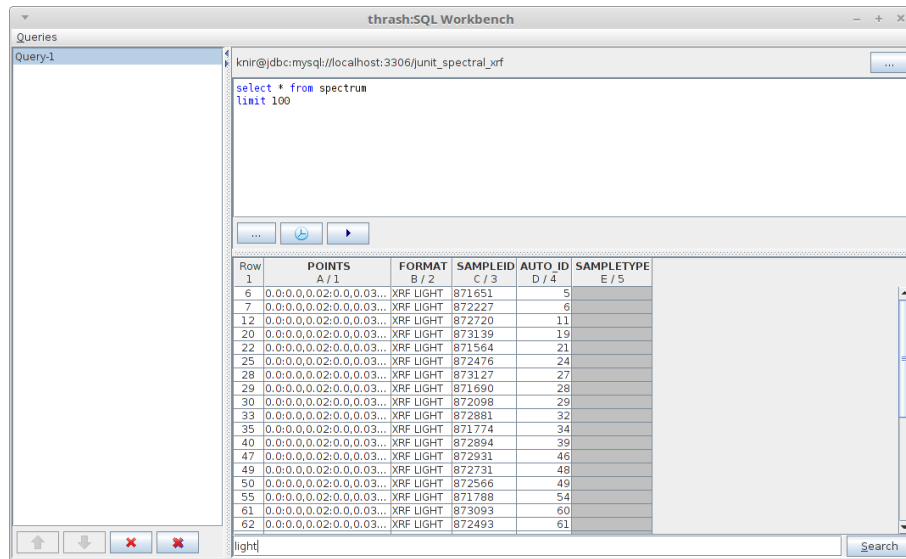 thrash:SQL Workbench
Queries
Query-1
knir@jdbc:mysql://localhost:3306/junit_spectral_xrf
...
select * from spectrum
limit 100
...
Row POINTS FORMAT SAMPLEID AUTO_ID SAMPLETYPE
1 A / 1 B / 2 C / 3 D / 4 E / 5
6 0.0:0.0,0.02:0.0,0.03... XRF LIGHT 871651 5
7 0.0:0.0,0.02:0.0,0.03... XRF LIGHT 872227 6
12 0.0:0.0,0.02:0.0,0.03... XRF LIGHT 872720 11
20 0.0:0.0,0.02:0.0,0.03... XRF LIGHT 873139 19
22 0.0:0.0,0.02:0.0,0.03... XRF LIGHT 871564 21
25 0.0:0.0,0.02:0.0,0.03... XRF LIGHT 872476 24
28 0.0:0.0,0.02:0.0,0.03... XRF LIGHT 873127 27
29 0.0:0.0,0.02:0.0,0.03... XRF LIGHT 871690 28
30 0.0:0.0,0.02:0.0,0.03... XRF LIGHT 872098 29
33 0.0:0.0,0.02:0.0,0.03... XRF LIGHT 872881 32
35 0.0:0.0,0.02:0.0,0.03... XRF LIGHT 871774 34
40 0.0:0.0,0.02:0.0,0.03... XRF LIGHT 872894 39
47 0.0:0.0,0.02:0.0,0.03... XRF LIGHT 872931 46
49 0.0:0.0,0.02:0.0,0.03... XRF LIGHT 872731 48
50 0.0:0.0,0.02:0.0,0.03... XRF LIGHT 872566 49
55 0.0:0.0,0.02:0.0,0.03... XRF LIGHT 871788 54
61 0.0:0.0,0.02:0.0,0.03... XRF LIGHT 873093 60
62 0.0:0.0,0.02:0.0,0.03... XRF LIGHT 872493 61
light Search